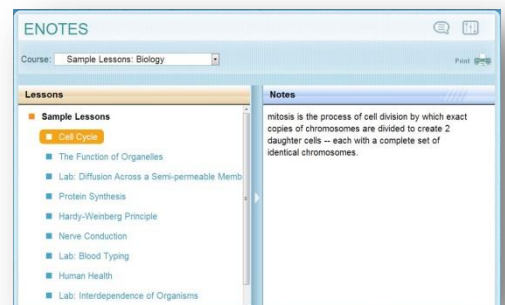 ENOTES
Course: Sample Lessons: Biology
Print
Lessons
Sample Lessons
Cell Cycle
The Function of Organelles
Lab: Diffusion Across a Semi-permeable Memb
Protein Synthesis
Hardy-Weinberg Principle
Nerve Conduction
Lab: Blood Typing
Human Health
Lab: Interdependence of Organisms
Notes
mitosis is the process of cell division by which exact
copies of chromosomes are divided to create 2
daughter cells -- each with a complete set of
identical chromosomes.